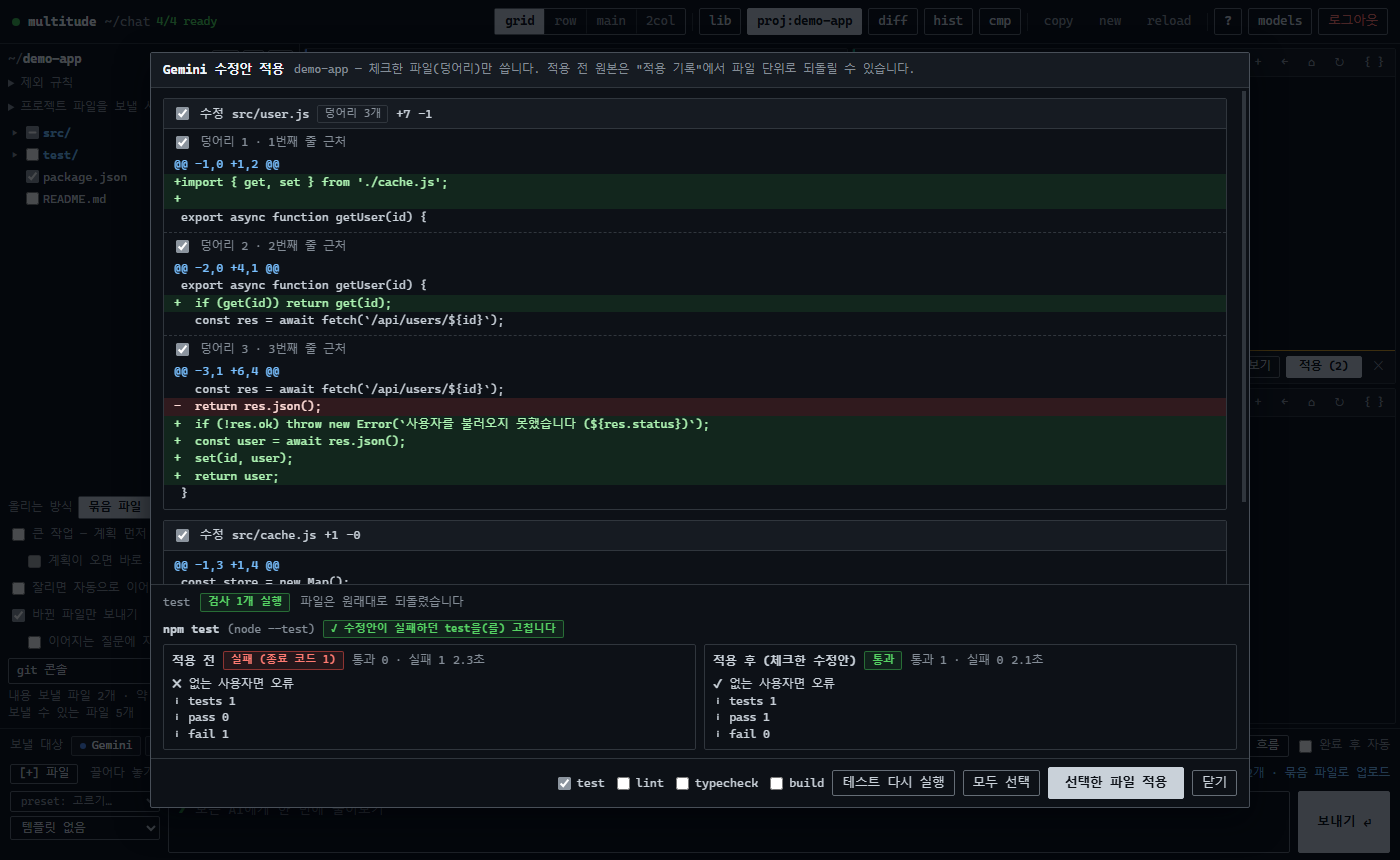 multitude ~/chat 4/4 ready
grid row main 2col lib proj:demo-app diff hist cmp copy new reload ? models 로그아웃
~/demo-app
▸ 제외 규칙
▸ 프로젝트 파일을 보낼
▸ src/
▸ test/
package.json
README.md
Gemini 수정안 적용 demo-app — 체크한 파일(덩어리)만 씁니다. 적용 전 원본은 "적용 기록"에서 파일 단위로 되돌릴 수 있습니다.
수정 src/user.js 덩어리 3개 +7 -1
덩어리 1 · 1번째 줄 근처
@@ -1,0 +1,2 @@
+import { get, set } from './cache.js';
+
export async function getUser(id) {
덩어리 2 · 2번째 줄 근처
@@ -2,0 +4,1 @@
export async function getUser(id) {
+ if (get(id)) return get(id);
const res = await fetch(`/api/users/${id}`);
덩어리 3 · 3번째 줄 근처
@@ -3,1 +6,4 @@
const res = await fetch(`/api/users/${id}`);
- return res.json();
+ if (!res.ok) throw new Error(`사용자를 불러오지 못했습니다 (${res.status})`);
+ const user = await res.json();
+ set(id, user);
+ return user;
}
수정 src/cache.js +1 -0
@@ -1,3 +1,4 @@
const store = new Map();
보기 적용 (2)
돌리는 방식 묶음 파일
큰 작업 — 계획 먼저
계획이 오면 바로
잘리면 자동으로 이어
바뀐 파일만 보내기
이어지는 질문에
git 콘솔
내용 보낼 파일 2개 ·
보낼 수 있는 파일 5개
test 검사 1개 실행 파일은 원래대로 되돌렸습니다
npm test (node --test) ✓ 수정안이 실패하던 test을(를) 고칩니다
적용 전 실패 (종료 코드 1) 통과 0 · 실패 1 2.3초
✕ 없는 사용자면 오류
i tests 1
i pass 0
i fail 1
적용 후 (체크한 수정안) 통과 통과 1 · 실패 0 2.1초
✓ 없는 사용자면 오류
i tests 1
i pass 1
i fail 0
보낼 대상 Gemini
흐름 완료 후 자동
[+] 파일 끌어다 놓기
· 묶음 파일로 업로드
preset: 고르기…
템플릿 없음
test lint typecheck build 테스트 다시 실행 모두 선택 선택한 파일 적용 닫기
보내기 ⏎